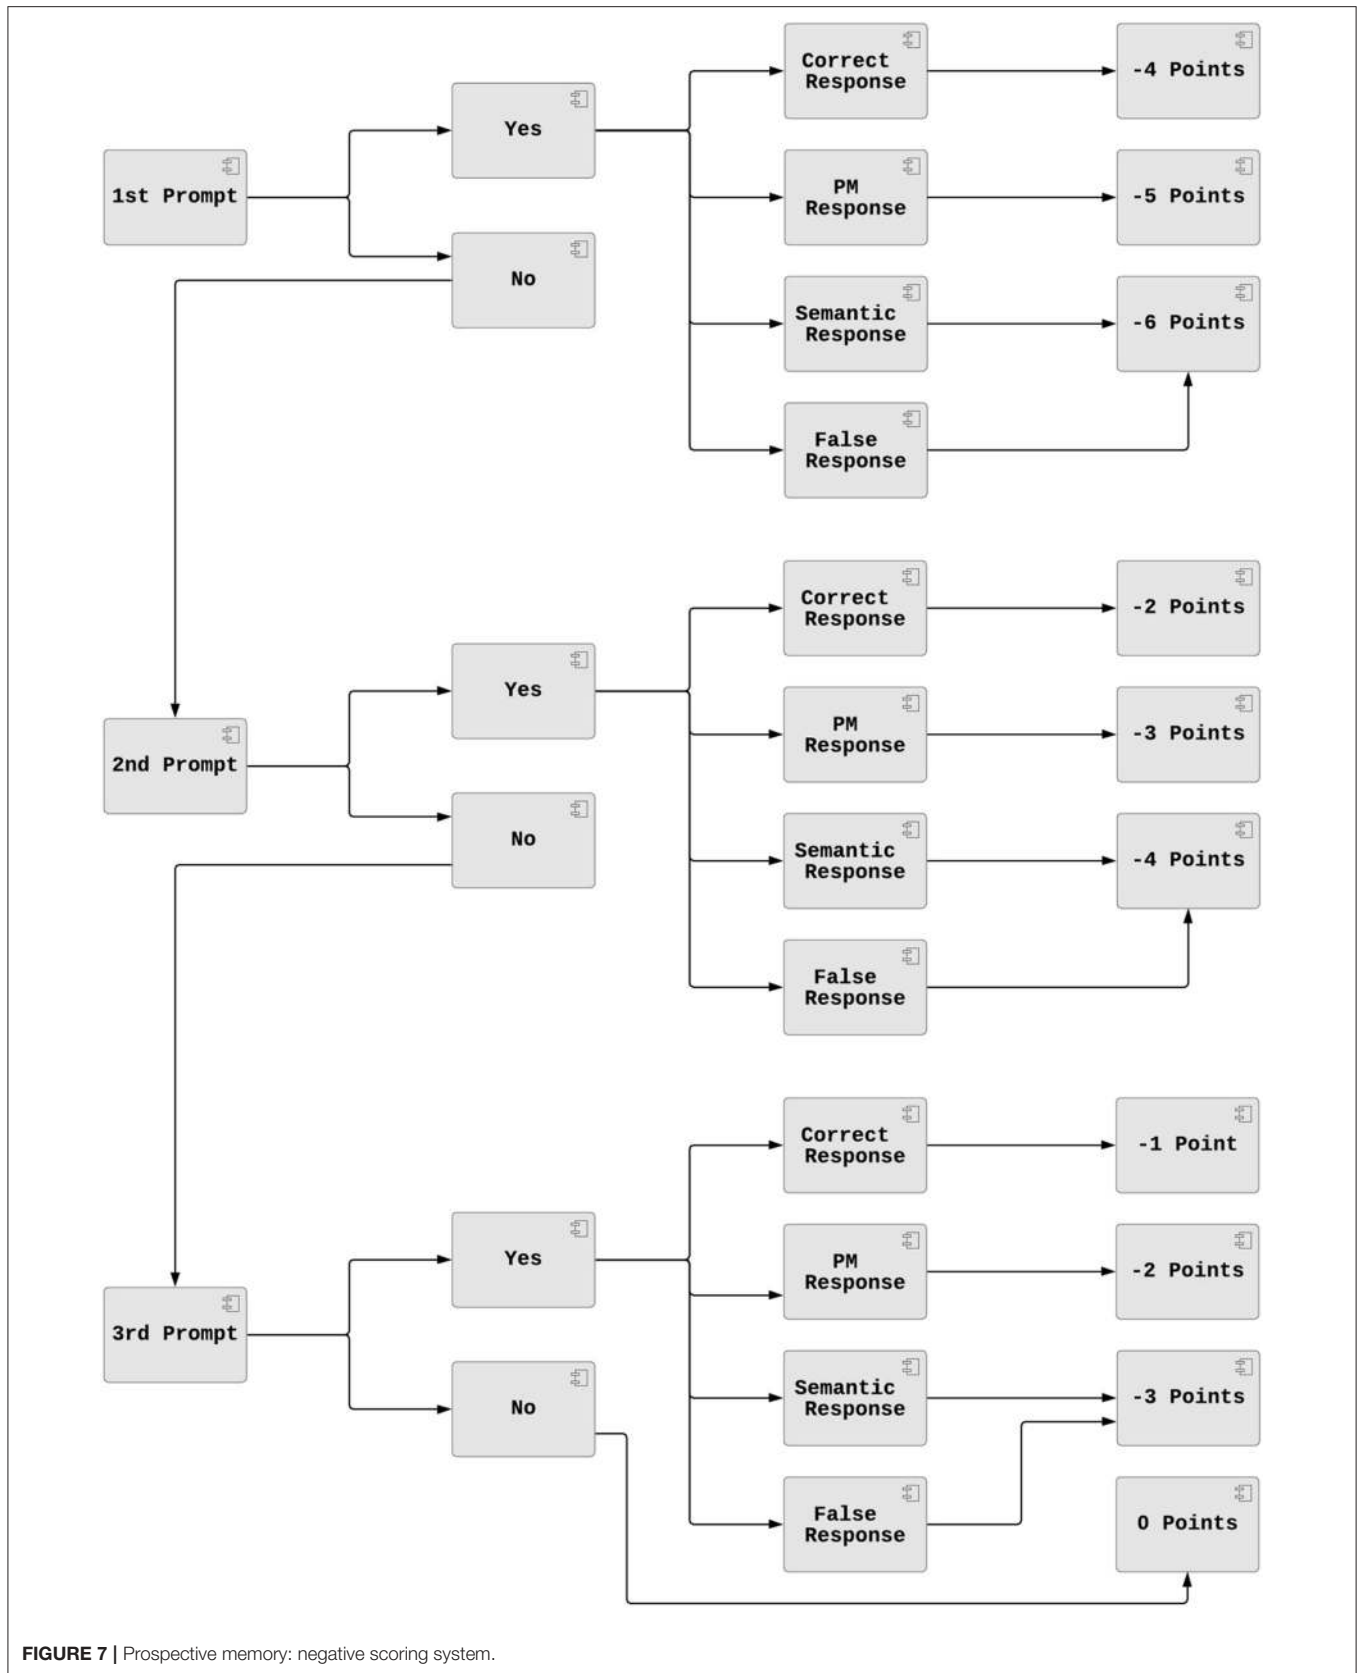 Correct
Response
-4 Points
Yes
1st Prompt
PM
Response
-5 Points
No
Semantic
Response
-6 Points
False
Response
Correct
Response
-2 Points
Yes
2nd Prompt
PM
Response
-3 Points
No
Semantic
Response
-4 Points
False
Response
Correct
Response
-1 Point
Yes
3rd Prompt
PM
Response
-2 Points
No
Semantic
Response
-3 Points
False
Response
0 Points
FIGURE 7 | Prospective memory: negative scoring system.